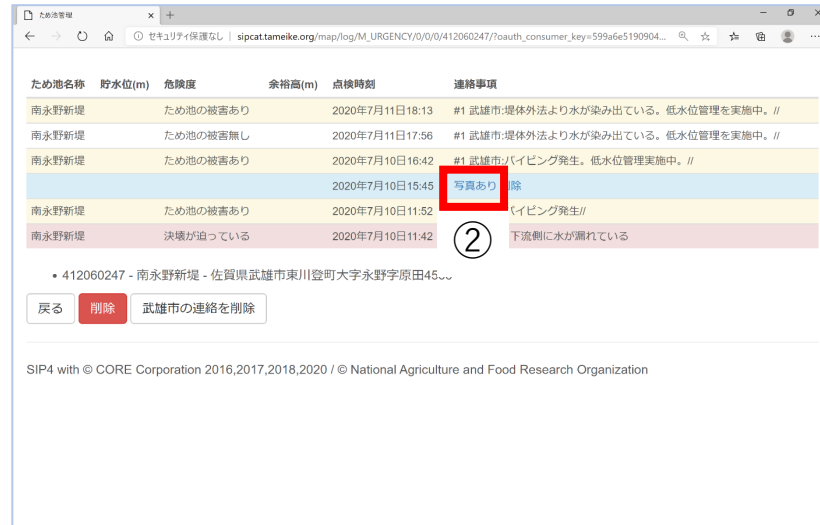 ため池管理
セキュリティ保護なし | sipcat.tameike.org/map/log/M_URGENCY/0/0/0/412060247/?oauth_consumer_key=599a6e5190904...
ため池名称 貯水位(m) 危険度 余裕高(m) 点検時刻 連絡事項
南永野新堤 ため池の被害あり 2020年7月11日18:13 #1 武雄市:堤体外法より水が染み出ている。低水位管理を実施中。//
南永野新堤 ため池の被害無し 2020年7月11日17:56 #1 武雄市:堤体外法より水が染み出ている。低水位管理を実施中。//
南永野新堤 ため池の被害あり 2020年7月10日16:42 #1 武雄市:パイピング発生。低水位管理実施中。//
2020年7月10日15:45 写真あり 削除
南永野新堤 ため池の被害あり 2020年7月10日11:52 パイピング発生//
南永野新堤 決壊が迫っている 2020年7月10日11:42 下流側に水が漏れている
②
• 412060247 - 南永野新堤 - 佐賀県武雄市東川登町大字永野字原田
戻る 削除 武雄市の連絡を削除
SIP4 with © CORE Corporation 2016,2017,2018,2020 / © National Agriculture and Food Research Organization